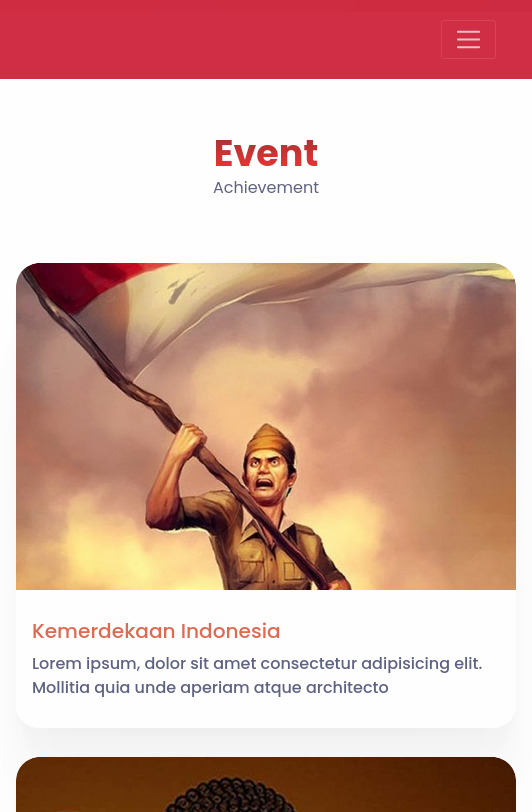 Event
Achievement
Kemerdekaan Indonesia
Lorem ipsum, dolor sit amet consectetur adipisicing elit.
Mollitia quia unde aperiam atque architecto